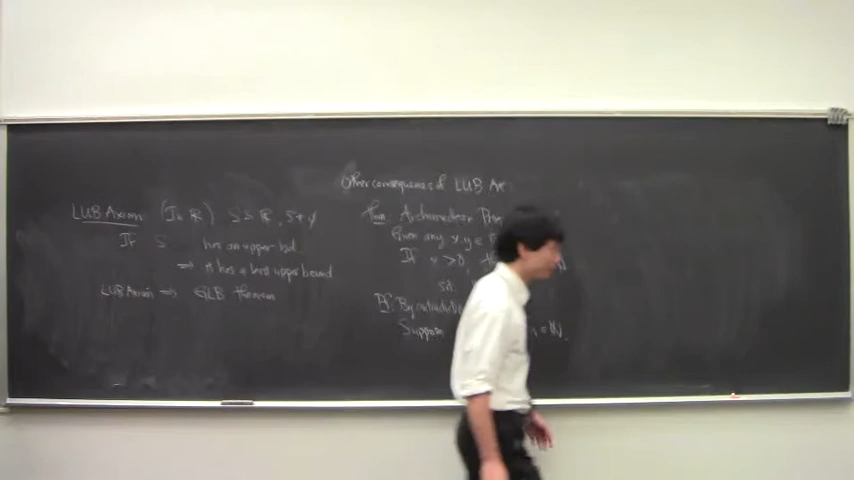 LUB Axiom (In ℝ) S ⊆ ℝ, S ≠
If S has an upper bd.
⇒ it has a least upper bound
LUB Axiom ⇒ GLB theorem
Other consequences of LUB Ax.
Thm. Archimedean
Given any x, y ∈
If x > 0,
s.t.
Pf: By contradiction
Suppose ∈ ℕ.